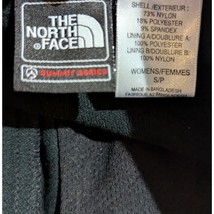 THE
NORTH
FACE
SUMMIT SERIES
SHELL/EXTERIEUR :
73% NYLON
18% POLYESTER
9% SPANDEX
LINING A/DOUBLURE A:
100% POLYESTER
LINING B/DOUBLURE B:
100% NYLON
WOMENS/FEMMES
S/P
MADE IN BANGLADESH